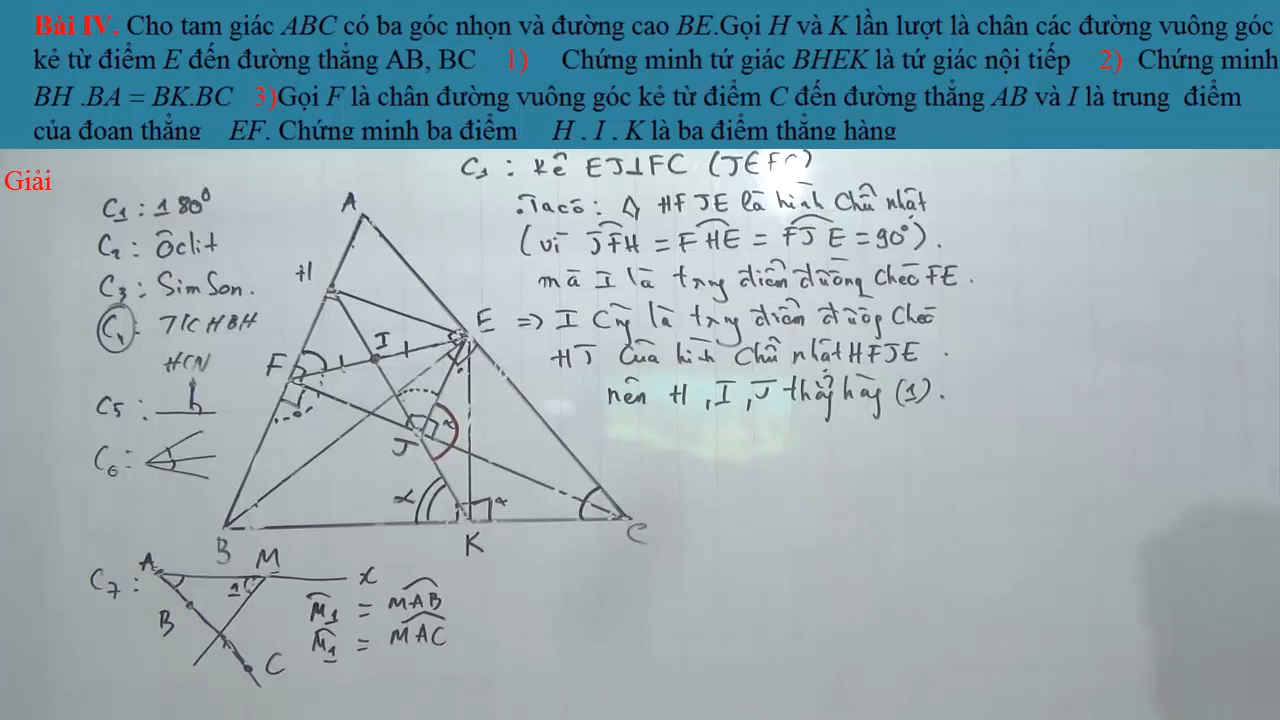 Bài IV. Cho tam giác ABC có ba góc nhọn và đường cao BE.Gọi H và K lần lượt là chân các đường vuông góc
kẻ từ điểm E đến đường thẳng AB, BC 1) Chứng minh tứ giác BHEK là tứ giác nội tiếp 2) Chứng minh
BH .BA = BK.BC 3)Gọi F là chân đường vuông góc kẻ từ điểm C đến đường thẳng AB và I là trung điểm
của đoạn thẳng EF. Chứng minh ba điểm H . I . K là ba điểm thẳng hàng
Giải
C1 : Kẻ EJ⊥FC (J∈FC)
.Ta có: ◇ HFJE là hình chữ nhật
(vì JFH = FHE = FJE = 90°).
mà I là trung điểm đường chéo FE.
=> I cũng là trung điểm đường chéo
HJ của hình chữ nhật HFJE .
nên H , I , J thẳng hàng (1).
C1 : 180°
C2 : Ơclit
C3 : SimSon.
C4 :
HBH
HCN
C5 :
C6 :
C7 :
A
H
E
I
F
J
α
α
B
K
C
A
M
x
1
B
C
M1 = MAB
M1 = MAC